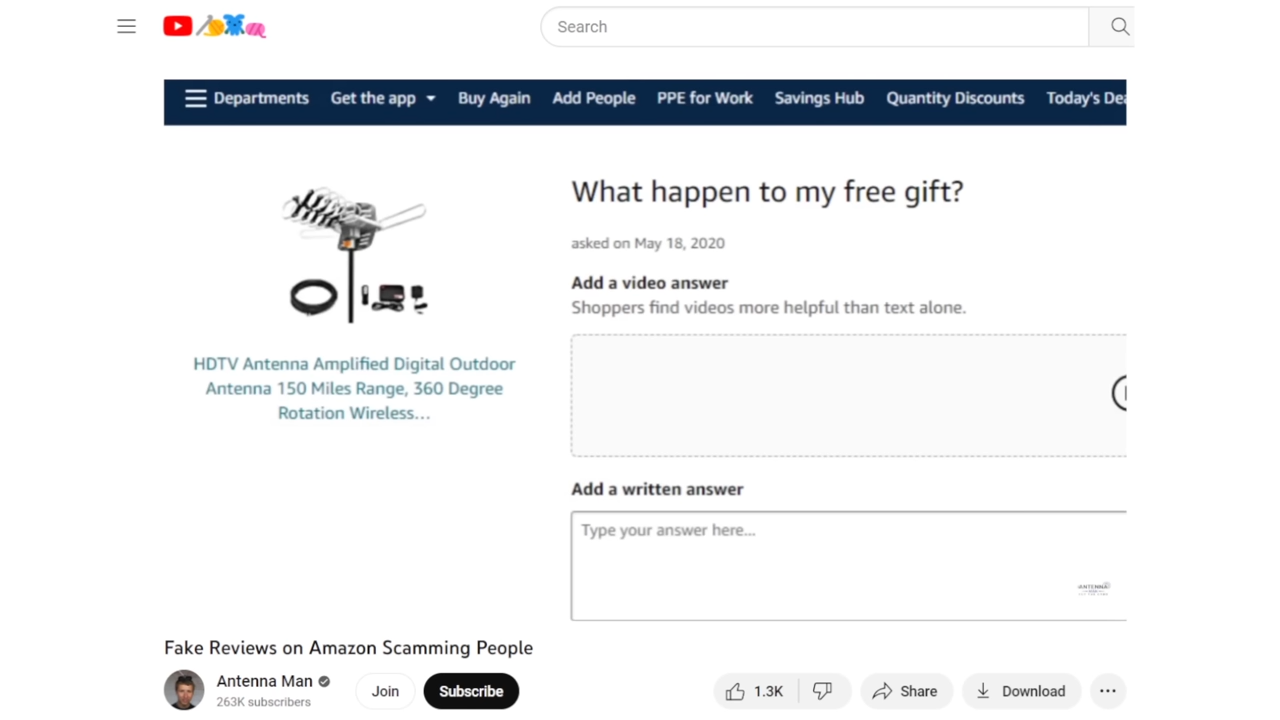 Search
Departments Get the app Buy Again Add People PPE for Work Savings Hub Quantity Discounts Today's
What happen to my free gift?
asked on May 18, 2020
Add a video answer
Shoppers find videos more helpful than text alone.
HDTV Antenna Amplified Digital Outdoor
Antenna 150 Miles Range, 360 Degree
Rotation Wireless...
Add a written answer
Type your answer here...
ANTENNA
Fake Reviews on Amazon Scamming People
Antenna Man
263K subscribers
Join
Subscribe
1.3K
Share
Download